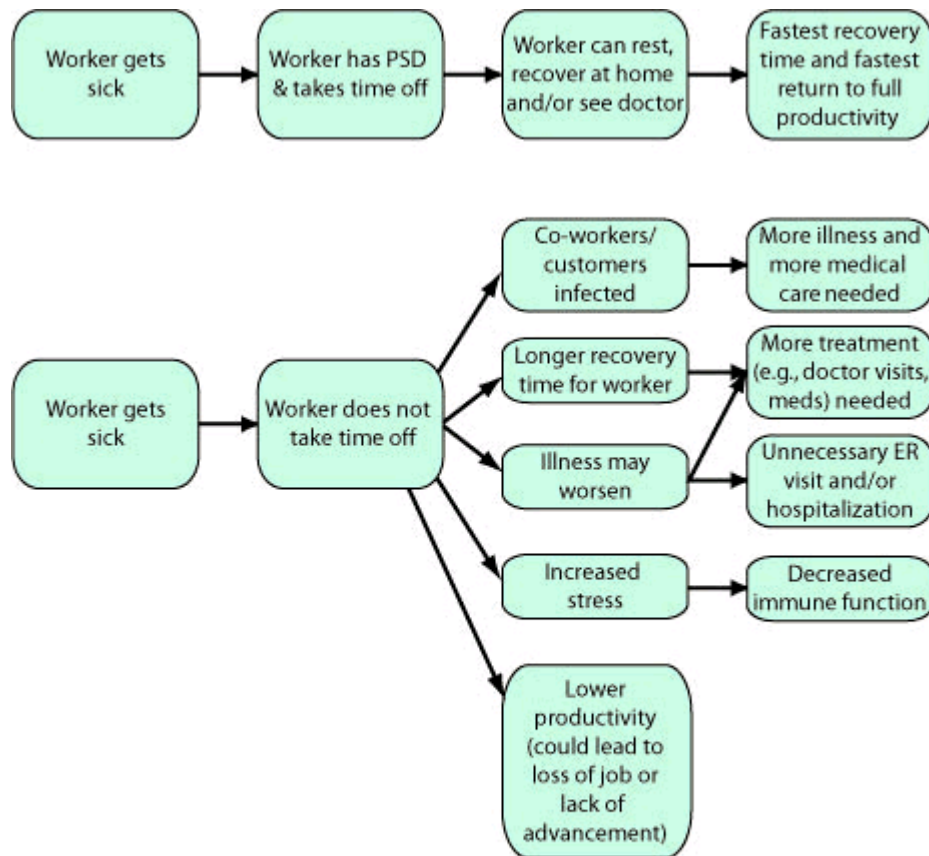 Worker gets
sick
Worker has PSD
& takes time off
Worker can rest,
recover at home
and/or see doctor
Fastest recovery
time and fastest
return to full
productivity
Worker gets
sick
Worker does not
take time off
Co-workers/
customers
infected
More illness and
more medical
care needed
Longer recovery
time for worker
More treatment
(e.g., doctor visits,
meds) needed
Illness may
worsen
Unnecessary ER
visit and/or
hospitalization
Increased
stress
Decreased
immune function
Lower
productivity
(could lead to
loss of job or
lack of
advancement)